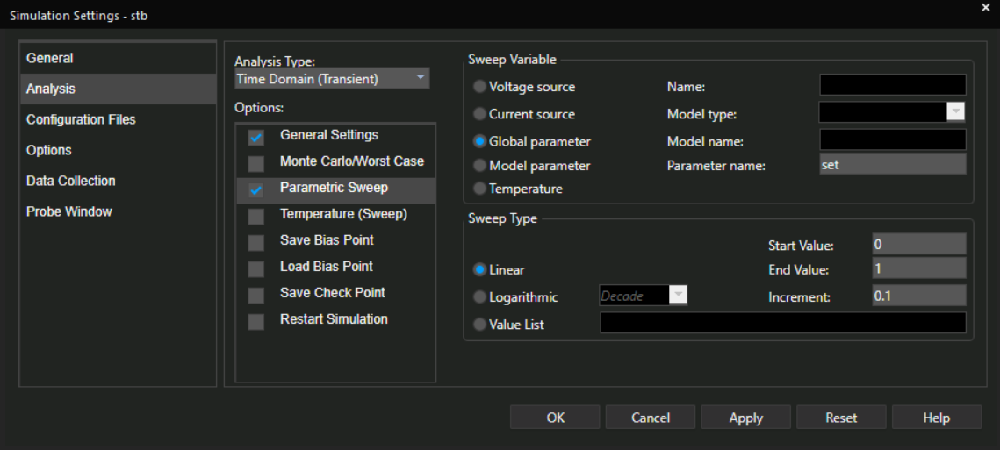 Simulation Settings - stb
General
Analysis
Configuration Files
Options
Data Collection
Probe Window
Analysis Type:
Time Domain (Transient)
Options:
General Settings
Monte Carlo/Worst Case
Parametric Sweep
Temperature (Sweep)
Save Bias Point
Load Bias Point
Save Check Point
Restart Simulation
Sweep Variable
Voltage source
Name:
Current source
Model type:
Global parameter
Model name:
Model parameter
Parameter name: set
Temperature
Sweep Type
Start Value: 0
Linear
End Value: 1
Logarithmic Decade
Increment: 0.1
Value List
OK Cancel Apply Reset Help